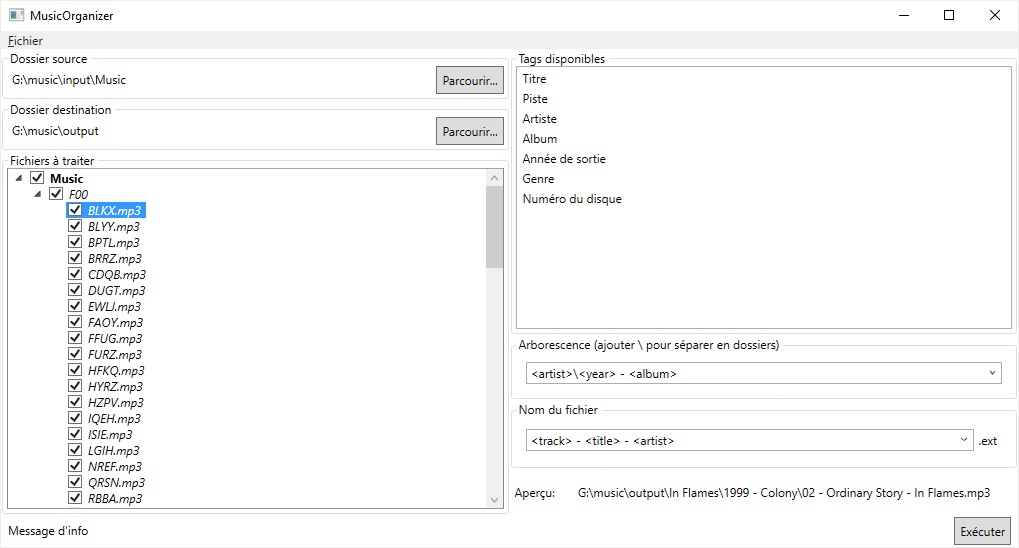 MusicOrganizer
Fichier
Dossier source
G:\music\input\Music
Parcourir...
Dossier destination
G:\music\output
Parcourir...
Fichiers à traiter
Music
F00
BLKX.mp3
BLYY.mp3
BPTL.mp3
BRRZ.mp3
CDQB.mp3
DUGT.mp3
EWLJ.mp3
FAOY.mp3
FFUG.mp3
FURZ.mp3
HFKQ.mp3
HYRZ.mp3
HZPV.mp3
IQEH.mp3
ISIE.mp3
LGIH.mp3
NREF.mp3
QRSN.mp3
RBBA.mp3
Tags disponibles
Titre
Piste
Artiste
Album
Année de sortie
Genre
Numéro du disque
Arborescence (ajouter \ pour séparer en dossiers)
<artist>\<year> - <album>
Nom du fichier
<track> - <title> - <artist>
.ext
Aperçu: G:\music\output\In Flames\1999 - Colony\02 - Ordinary Story - In Flames.mp3
Message d'info
Exécuter